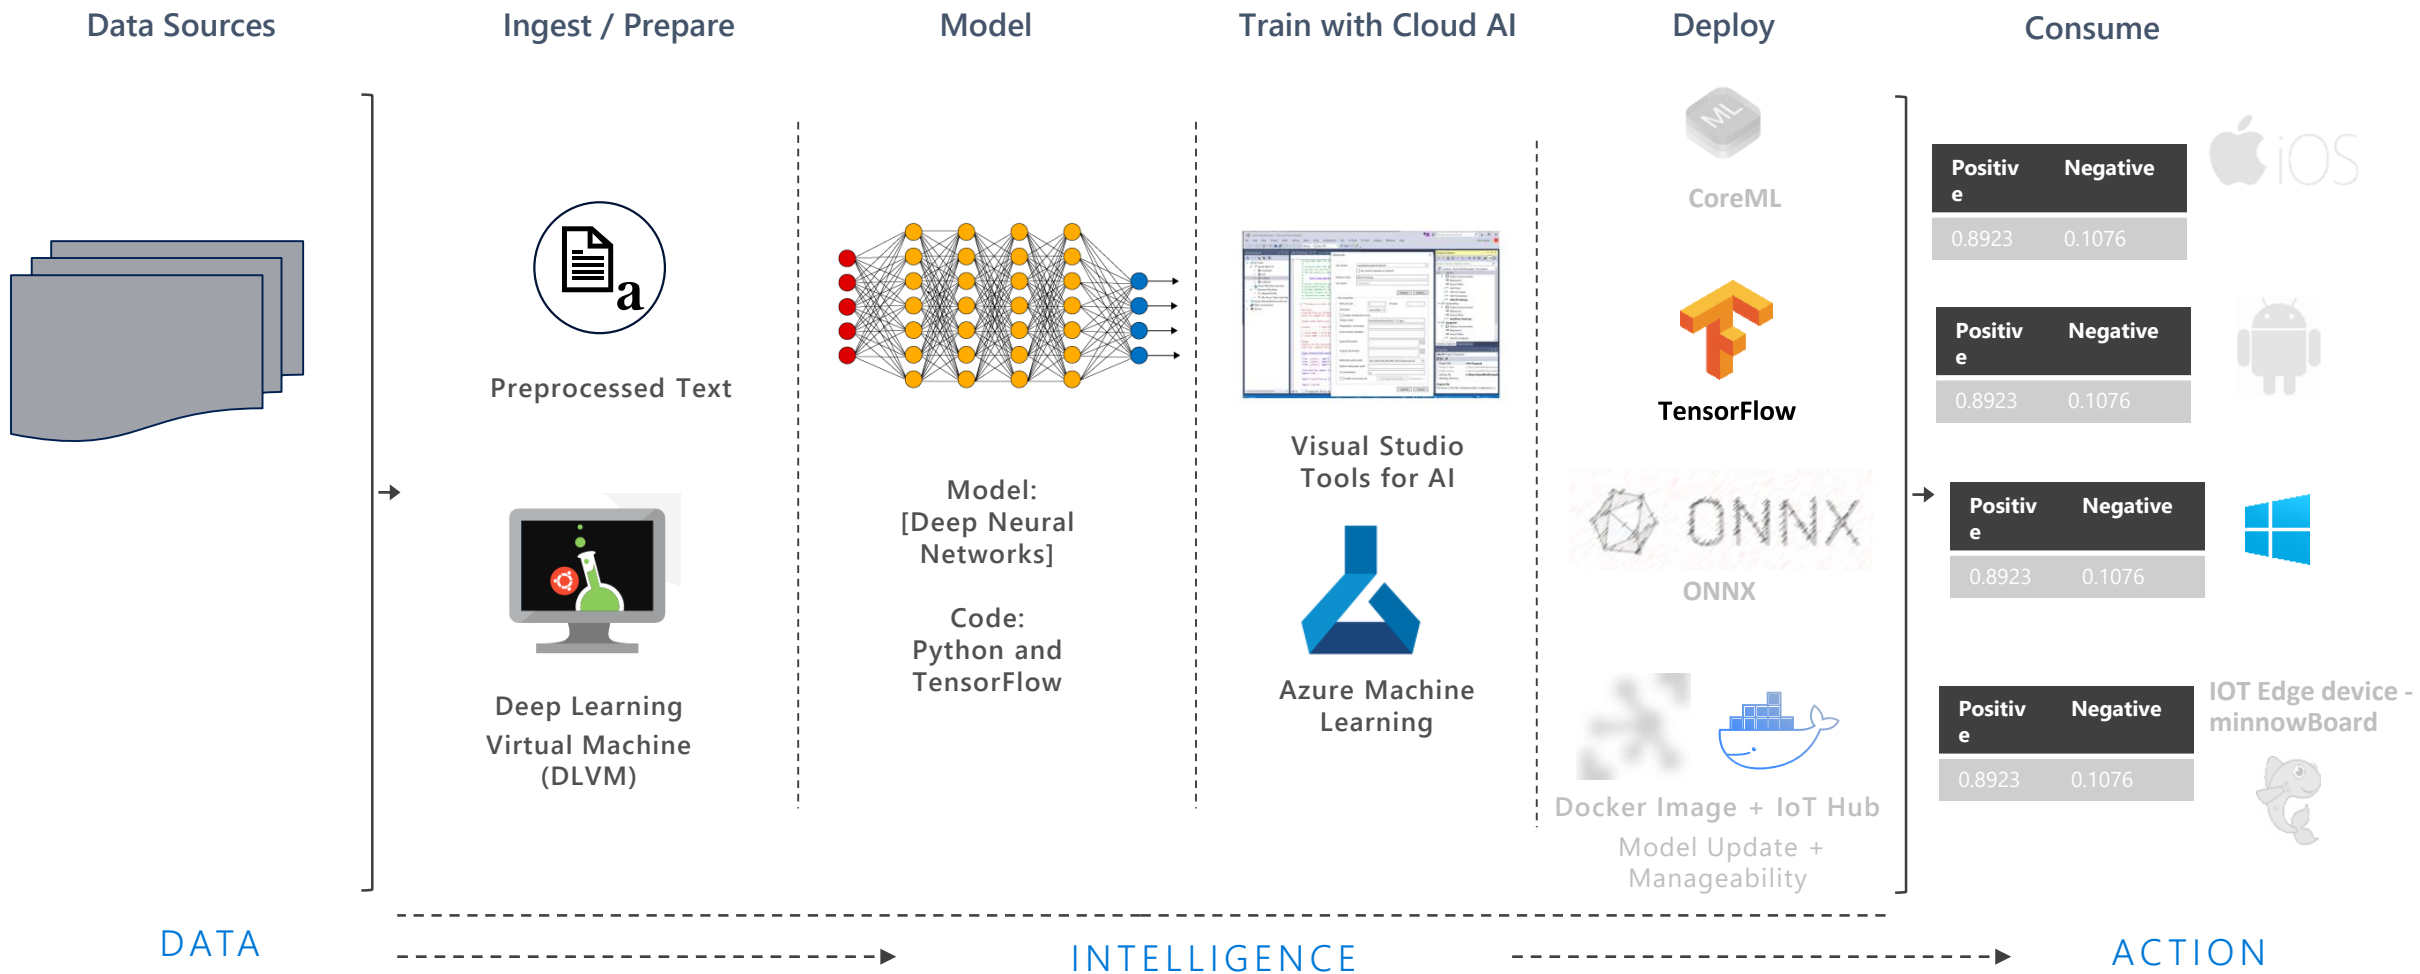 Data Sources
Ingest / Prepare
Model
Train with Cloud AI
Deploy
Consume
a
Preprocessed Text
Deep Learning
Virtual Machine
(DLVM)
Model:
[Deep Neural
Networks]
Code:
Python and
TensorFlow
Visual Studio
Tools for AI
Azure Machine
Learning
ML
CoreML
TensorFlow
ONNX
ONNX
Docker Image + IoT Hub
Model Update +
Manageability
Positiv
e
Negative
0.8923
0.1076
iOS
Positiv
e
Negative
0.8923
0.1076
Positiv
e
Negative
0.8923
0.1076
Positiv
e
Negative
0.8923
0.1076
IOT Edge device -
minnowBoard
DATA
INTELLIGENCE
ACTION